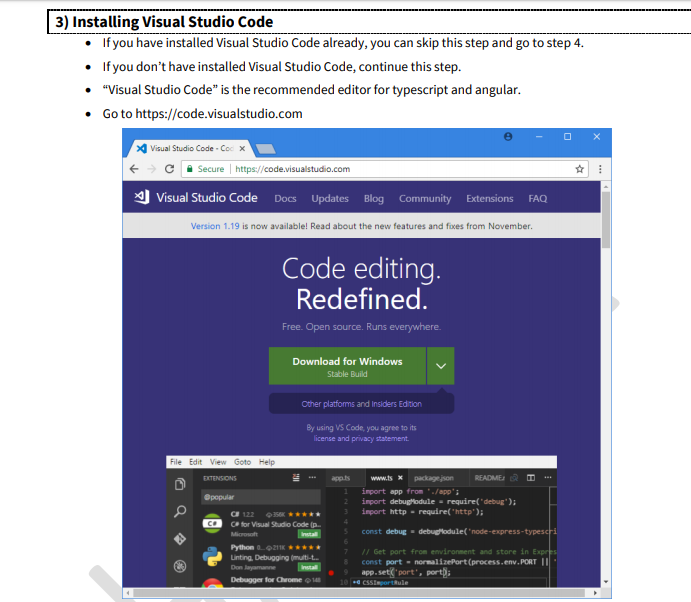 3) Installing Visual Studio Code
If you have installed Visual Studio Code already, you can skip this step and go to step 4.
If you don’t have installed Visual Studio Code, continue this step.
“Visual Studio Code” is the recommended editor for typescript and angular.
Go to https://code.visualstudio.com
Visual Studio Code - Cod
Secure https://code.visualstudio.com
Visual Studio Code Docs Updates Blog Community Extensions FAQ
Version 1.19 is now available! Read about the new features and fixes from November.
Code editing.
Redefined.
Free. Open source. Runs everywhere.
Download for Windows
Stable Build
Other platforms and Insiders Edition
By using VS Code, you agree to its
license and privacy statement.
File Edit View Goto Help
EXTENSIONS app.ts www.ts package.json README
@popular
C# 1.2.2 356K
C# for Visual Studio Code (p...
Microsoft Install
Python 0... 211K
Linting, Debugging (multi-t...
Don Jayamanne Install
Debugger for Chrome 148
1 import app from './app';
2 import debugModule = require('debug');
3 import http = require('http');
4
5 const debug = debugModule('node-express-typescri
6
7 // Get port from environment and store in Expres
8 const port = normalizePort(process.env.PORT || '
9 app.set('port', port);
10 CSSImportRule